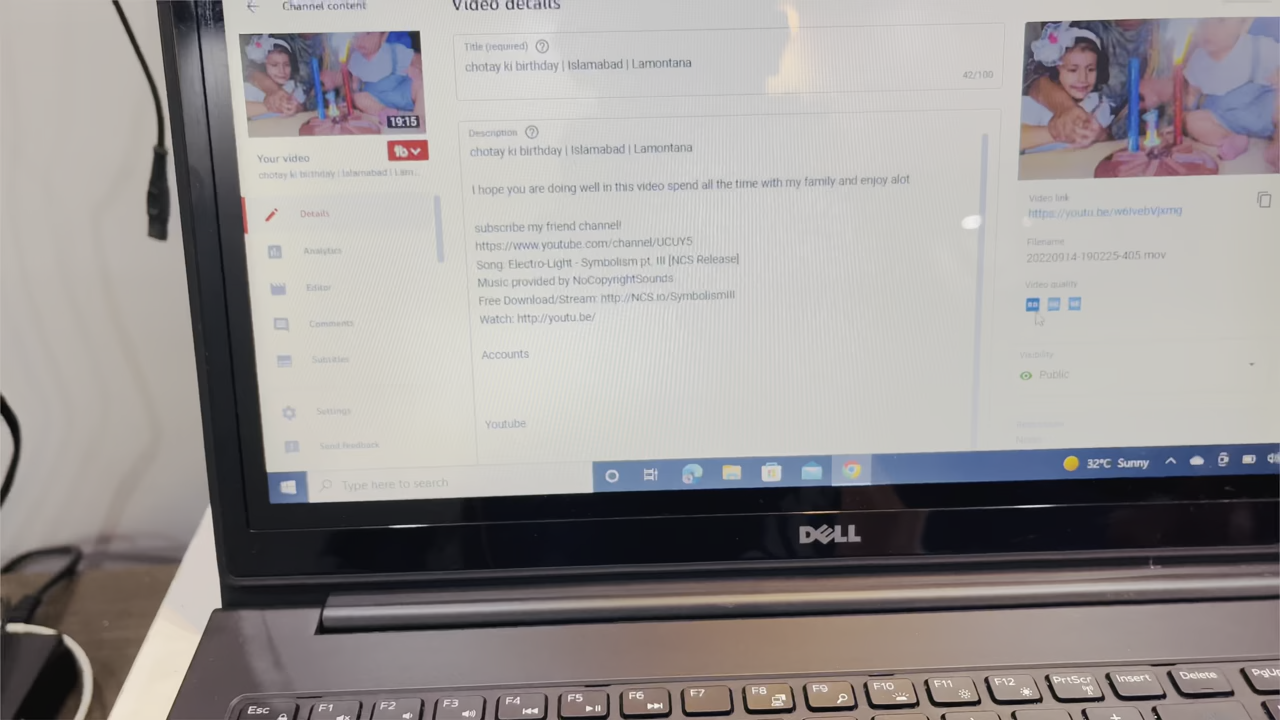 Channel content
Video details
19:15
Your video
chotay ki birthday | Islamabad | Lam...
Details
Analytics
Editor
Comments
Subtitles
Settings
Send feedback
Title (required)
chotay ki birthday | Islamabad | Lamontana
42/100
Description
chotay ki birthday | Islamabad | Lamontana
I hope you are doing well in this video spend all the time with my family and enjoy alot
subscribe my friend channel!
https://www.youtube.com/channel/UCUY5
Song: Electro-Light - Symbolism pt. III [NCS Release]
Music provided by NoCopyrightSounds
Free Download/Stream: http://NCS.io/SymbolismIII
Watch: http://youtu.be/
Accounts
Youtube
Video link
Filename
20220914-190225-405.mov
Video quality
Visibility
Public
Type here to search
32°C Sunny
DELL
Esc F1 F2 F3 F4 F5 F6 F7 F8 F9 F10 F11 F12 PrtScr Insert Delete